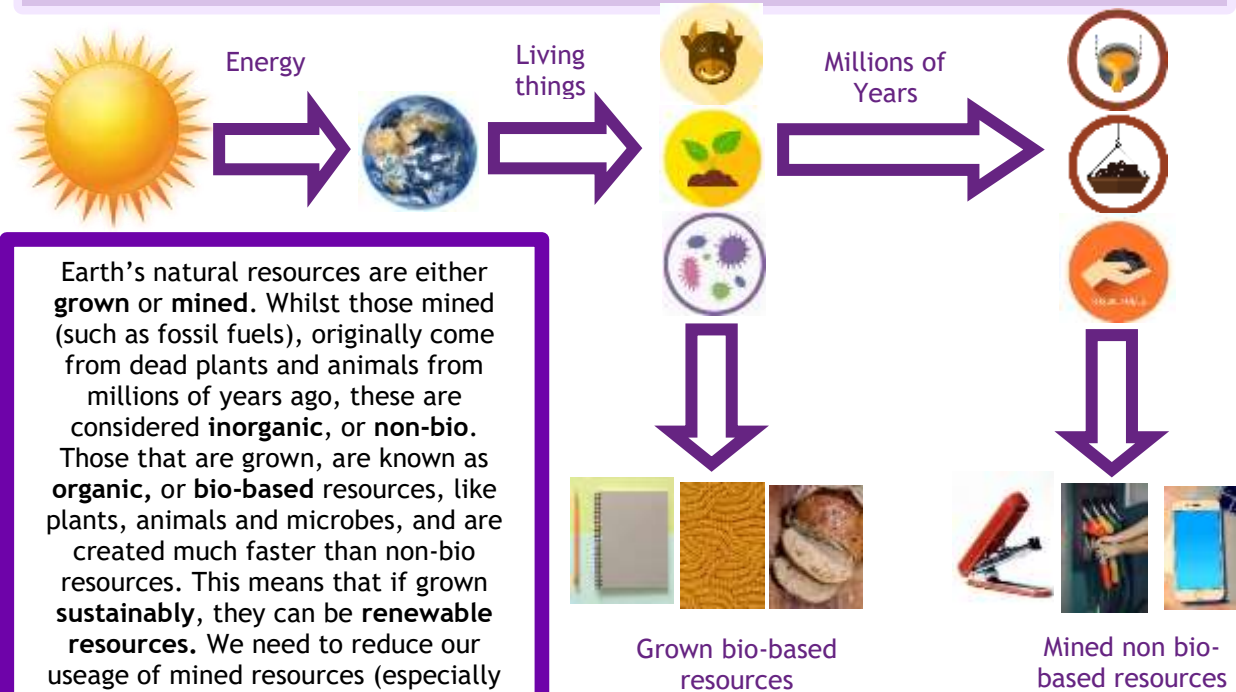 Energy
Living
things
Millions of
Years
Earth’s natural resources are either
grown or mined. Whilst those mined
(such as fossil fuels), originally come
from dead plants and animals from
millions of years ago, these are
considered inorganic, or non-bio.
Those that are grown, are known as
organic, or bio-based resources, like
plants, animals and microbes, and are
created much faster than non-bio
resources. This means that if grown
sustainably, they can be renewable
resources. We need to reduce our
useage of mined resources (especially
Grown bio-based
resources
Mined non bio-
based resources